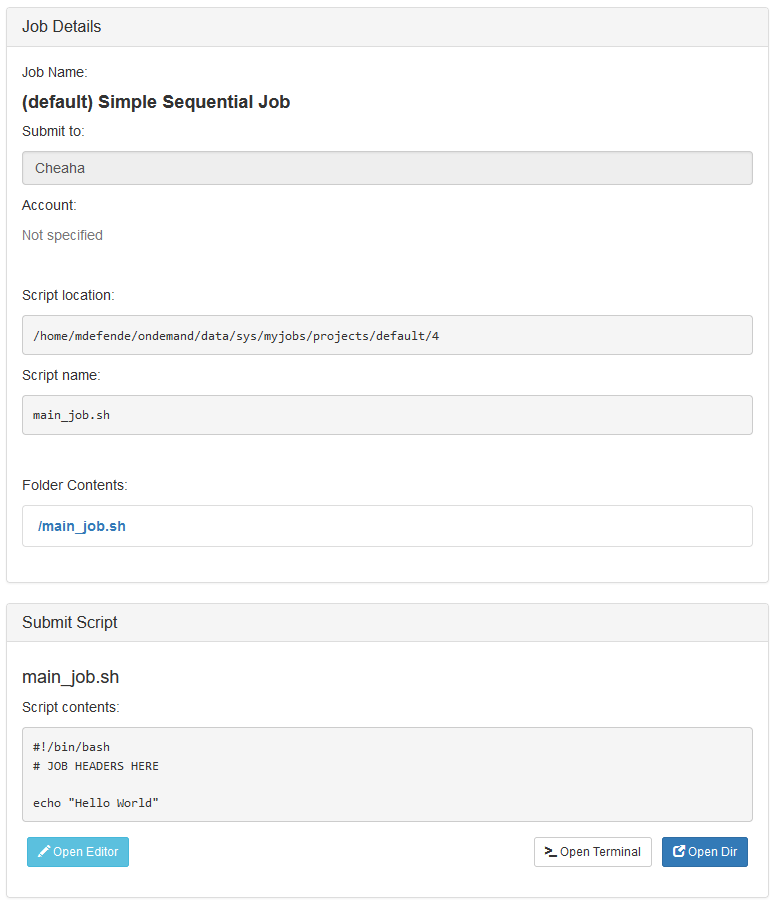 Job Details
Job Name:
(default) Simple Sequential Job
Submit to:
Cheaha
Account:
Not specified
Script location:
/home/mdefende/ondemand/data/sys/myjobs/projects/default/4
Script name:
main_job.sh
Folder Contents:
/main_job.sh
Submit Script
main_job.sh
Script contents:
#!/bin/bash
# JOB HEADERS HERE
echo "Hello World"
Open Editor
Open Terminal
Open Dir